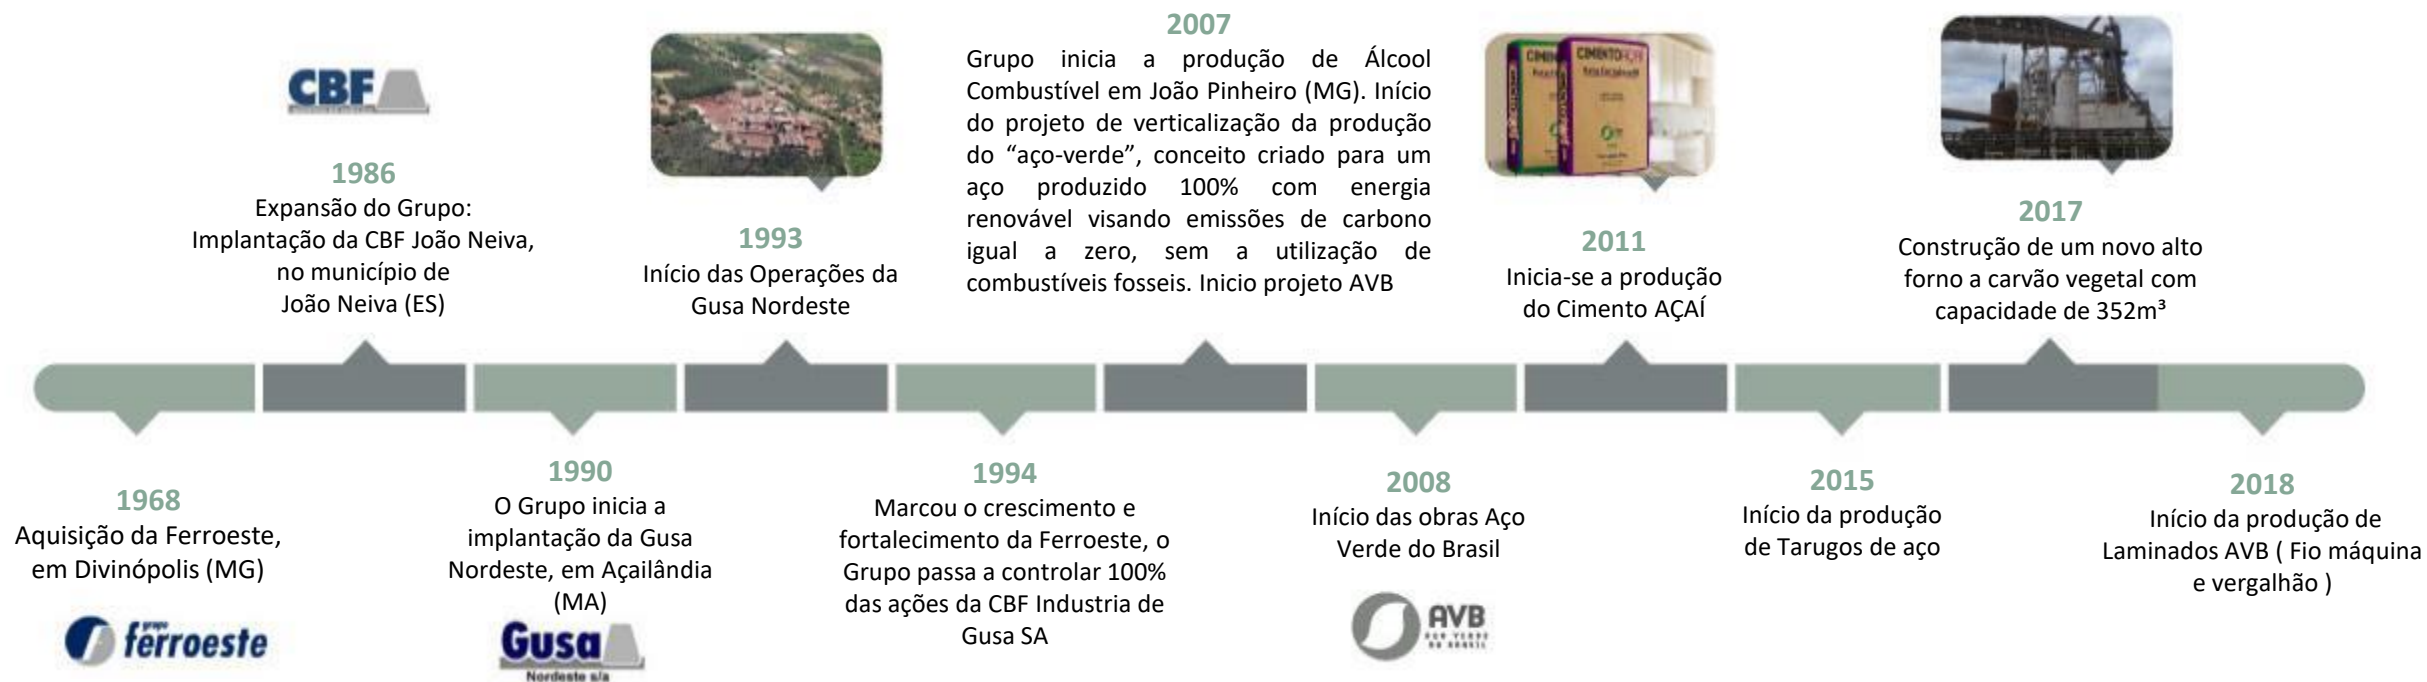 CBF
1986
Expansão do Grupo:
Implantação da CBF João Neiva,
no município de
João Neiva (ES)
1993
Início das Operações da
Gusa Nordeste
2007
Grupo inicia a produção de Álcool
Combustível em João Pinheiro (MG). Início
do projeto de verticalização da produção
do “aço-verde”, conceito criado para um
aço produzido 100% com energia
renovável visando emissões de carbono
igual a zero, sem a utilização de
combustíveis fosseis. Inicio projeto AVB
CIMENTO
2011
Inicia-se a produção
do Cimento AÇAÍ
2017
Construção de um novo alto
forno a carvão vegetal com
capacidade de 352m³
1968
Aquisição da Ferroeste,
em Divinópolis (MG)
grupo
ferroeste
1990
O Grupo inicia a
implantação da Gusa
Nordeste, em Açailândia
(MA)
Gusa
Nordeste s/a
1994
Marcou o crescimento e
fortalecimento da Ferroeste, o
Grupo passa a controlar 100%
das ações da CBF Industria de
Gusa SA
2008
Início das obras Aço
Verde do Brasil
AVB
AÇO VERDE
DO BRASIL
2015
Início da produção
de Tarugos de aço
2018
Início da produção de
Laminados AVB ( Fio máquina
e vergalhão )